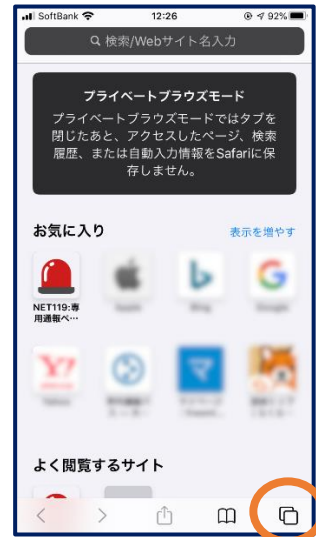 SoftBank 12:26 92%
検索/Webサイト名入力
プライベートブラウズモード
プライベートブラウズモードではタブを
閉じたあと、アクセスしたページ、検索
履歴、または自動入力情報をSafariに保
存しません。
お気に入り 表示を増やす
NET119:専
用通報ペ…
よく閲覧するサイト